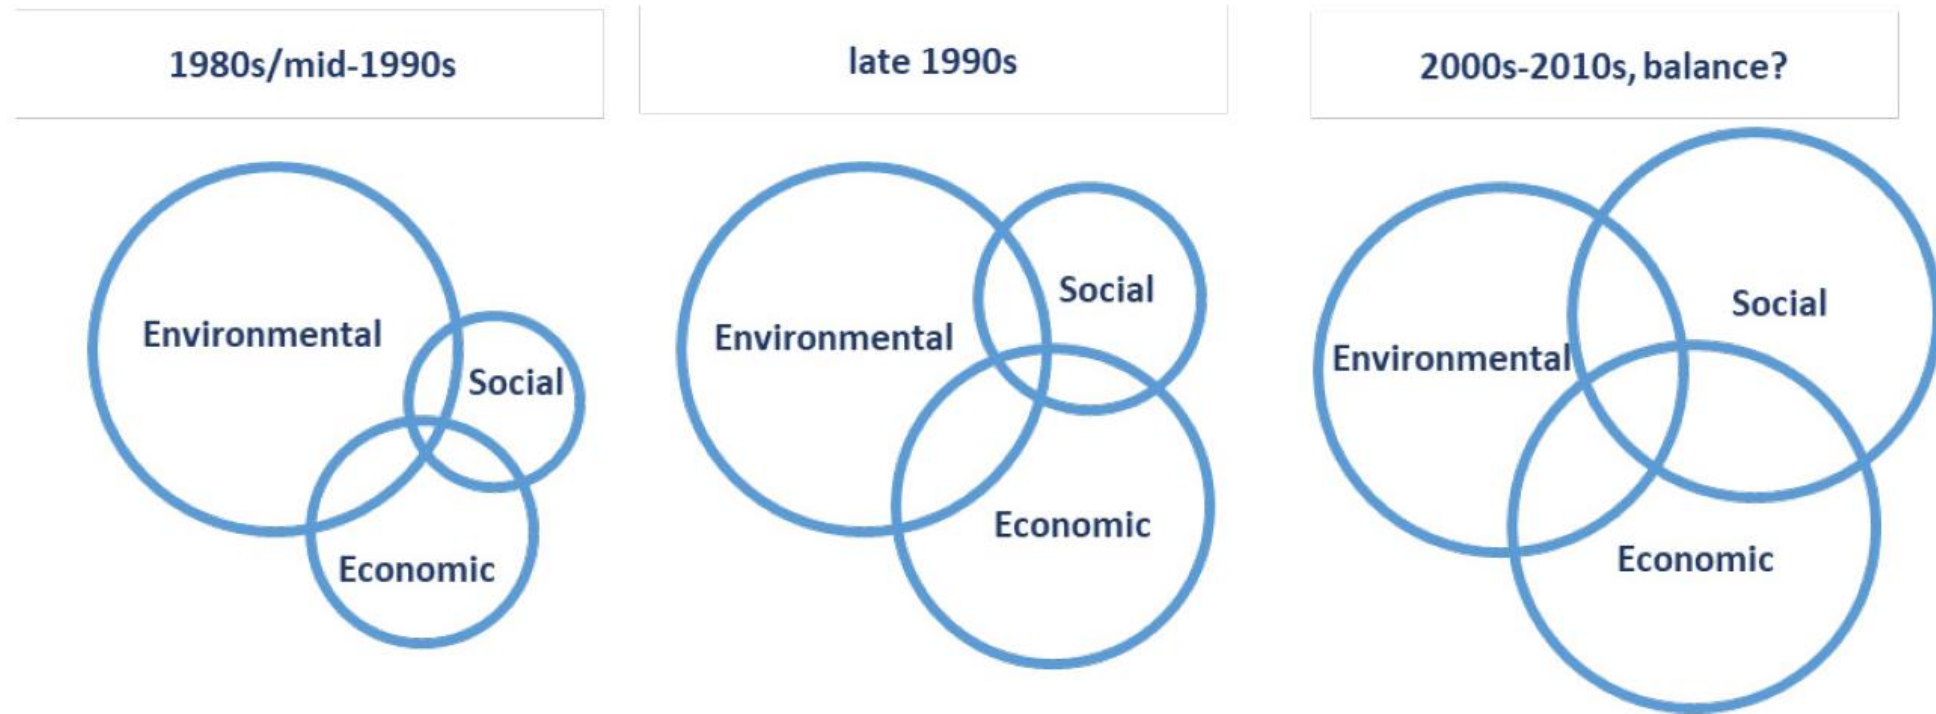 1980s/mid-1990s
late 1990s
2000s-2010s, balance?
Environmental
Social
Economic
Environmental
Social
Economic
Environmental
Social
Economic